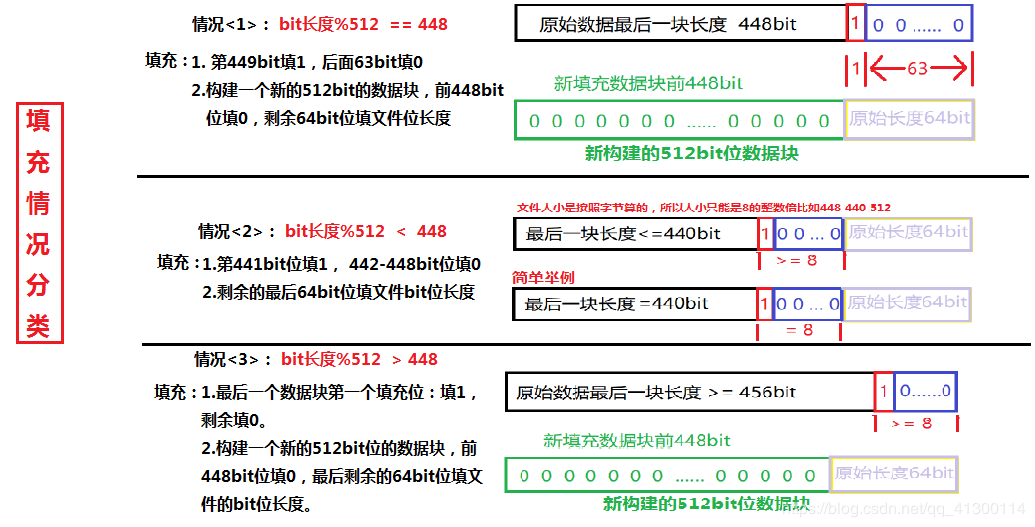 填充情况分类
情况<1>： bit长度%512 == 448
填充：1. 第449bit填1，后面63bit填0
2.构建一个新的512bit的数据块，前448bit
位填0，剩余64bit位填文件位长度
原始数据最后一块长度 448bit
1
0 0 ...... 0
1
63
新填充数据块前448bit
0 0 0 0 0 0 0 ...... 0 0 0 0 0
原始长度64bit
新构建的512bit位数据块
情况<2>： bit长度%512 < 448
填充：1.第441bit位填1， 442-448bit位填0
2.剩余的最后64bit位填文件bit位长度
文件大小是按照字节算的，所以大小只能是8的整数倍比如448 440 512
最后一块长度<=440bit
1
0 0 ... 0
原始长度64bit
>= 8
简单举例
最后一块长度 =440bit
1
0 0 ... 0
原始长度64bit
= 8
情况<3>： bit长度%512 > 448
填充：1.最后一个数据块第一个填充位：填1，
剩余填0。
2.构建一个新的512bit位的数据块，前
448bit位填0，最后剩余的64bit位填文
件的bit位长度。
原始数据最后一块长度 >= 456bit
1
0......0
>= 8
新填充数据块前448bit
0 0 0 0 0 0 0 ...... 0 0 0 0 0
原始长度64bit
新构建的512bit位数据块
https://blog.csdn.net/qq_41300114